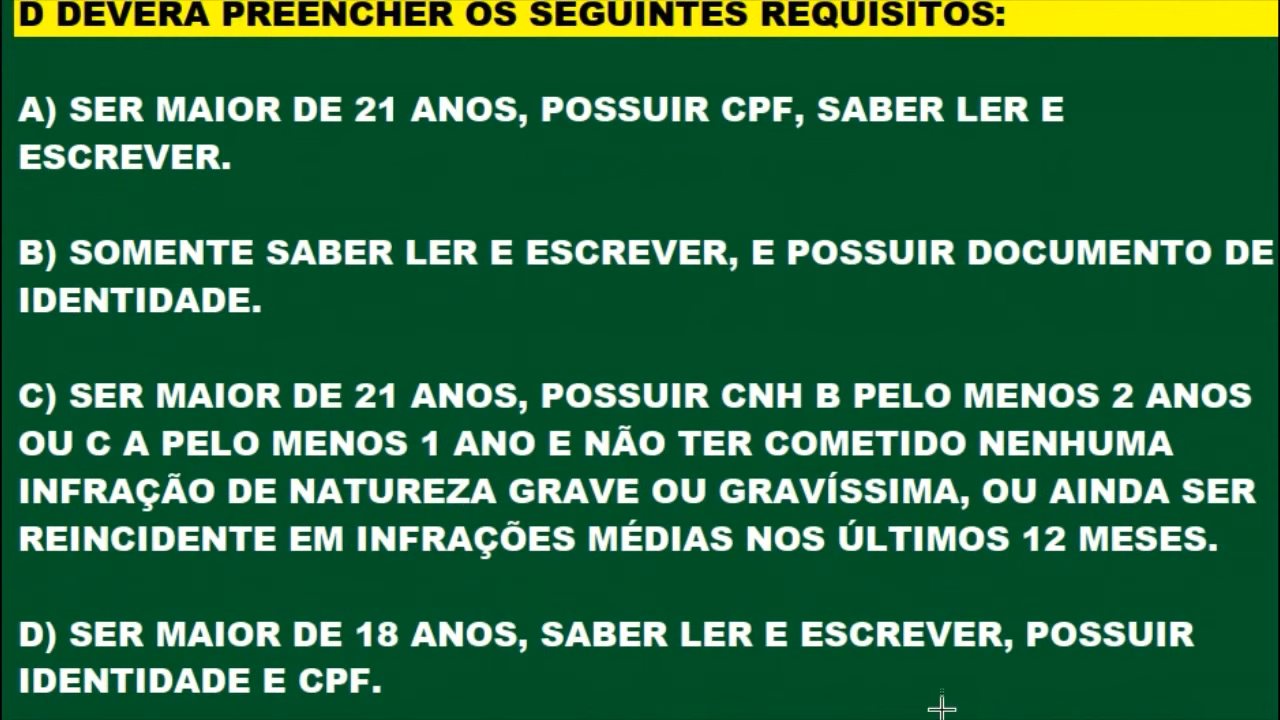 D DEVERÁ PREENCHER OS SEGUINTES REQUISITOS:
A) SER MAIOR DE 21 ANOS, POSSUIR CPF, SABER LER E
ESCREVER.
B) SOMENTE SABER LER E ESCREVER, E POSSUIR DOCUMENTO DE
IDENTIDADE.
C) SER MAIOR DE 21 ANOS, POSSUIR CNH B PELO MENOS 2 ANOS
OU C A PELO MENOS 1 ANO E NÃO TER COMETIDO NENHUMA
INFRAÇÃO DE NATUREZA GRAVE OU GRAVÍSSIMA, OU AINDA SER
REINCIDENTE EM INFRAÇÕES MÉDIAS NOS ÚLTIMOS 12 MESES.
D) SER MAIOR DE 18 ANOS, SABER LER E ESCREVER, POSSUIR
IDENTIDADE E CPF.